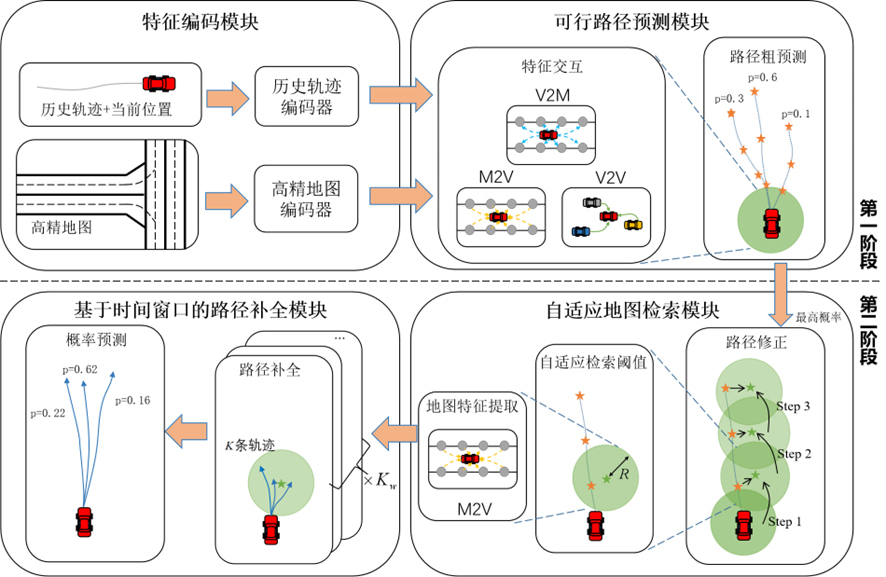 特征编码模块
历史轨迹+当前位置
历史轨迹
编码器
高精地图
高精地图
编码器
可行路径预测模块
特征交互
V2M
M2V
V2V
路径粗预测
p=0.6
p=0.3
p=0.1
第一阶段
第二阶段
最高概率
自适应地图检索模块
路径修正
Step 3
Step 2
Step 1
自适应检索阈值
R
地图特征提取
M2V
基于时间窗口的路径补全模块
...
路径补全
K条轨迹
×Kw
概率预测
p=0.62
p=0.22
p=0.16